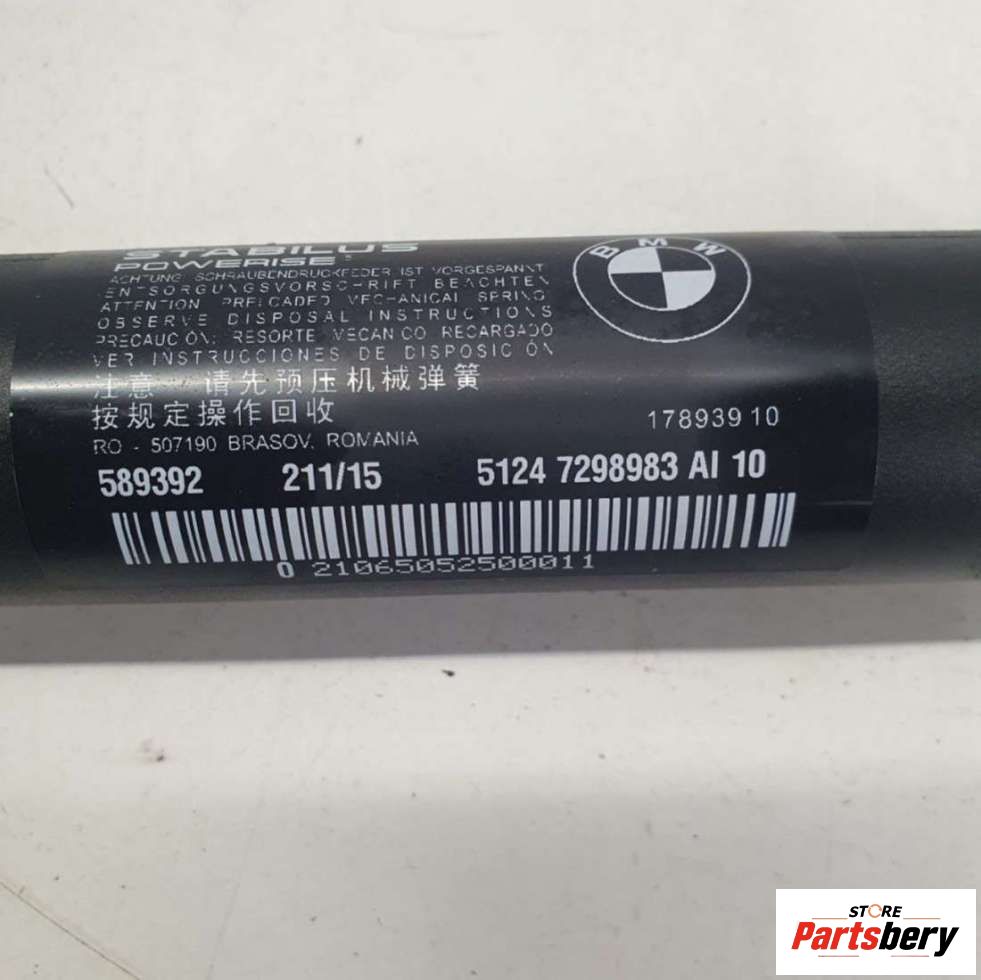 STABILUS
POWERISE
ACHTUNG: SCHRAUBENDRUCKFEDER IST VORGESPANNT,
ENTSORGUNGSVORSCHRIFT BEACHTEN
ATTENTION: PRELOADED MECHANICAL SPRING
OBSERVE DISPOSAL INSTRUCTIONS
PRECAUCIÓN: RESORTE MECÁNICO RECARGADO
VER INSTRUCCIONES DE DISPOSICIÓN
注意 请先预压机械弹簧
按规定操作回收
RO - 507190 BRASOV, ROMANIA
BMW
178939 10
589392 211/15 5124 7298983 AI 10
0 21065052500011
STORE
Partsbery